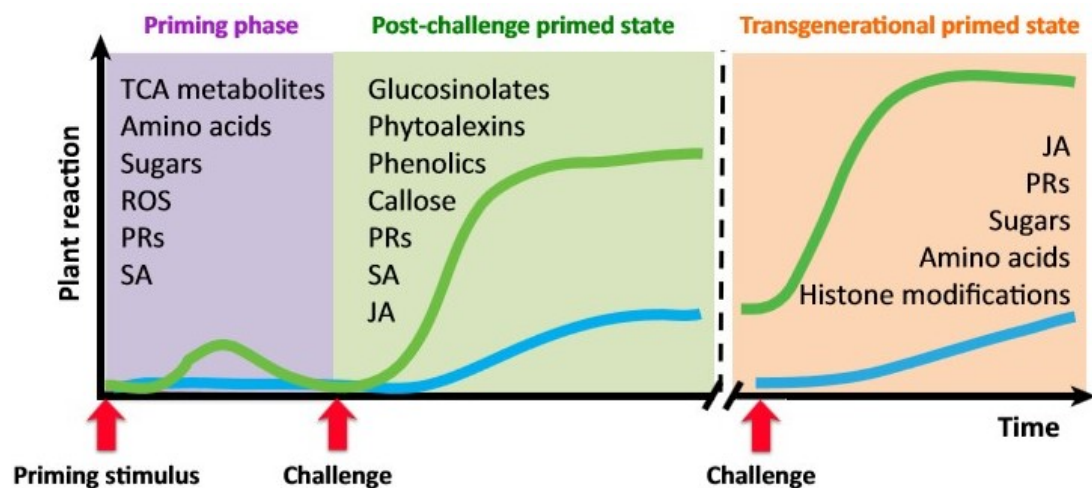 Priming phase
Post-challenge primed state
Transgenerational primed state
Plant reaction
TCA metabolites
Amino acids
Sugars
ROS
PRs
SA
Glucosinolates
Phytoalexins
Phenolics
Callose
PRs
SA
JA
JA
PRs
Sugars
Amino acids
Histone modifications
Time
Priming stimulus
Challenge
Challenge